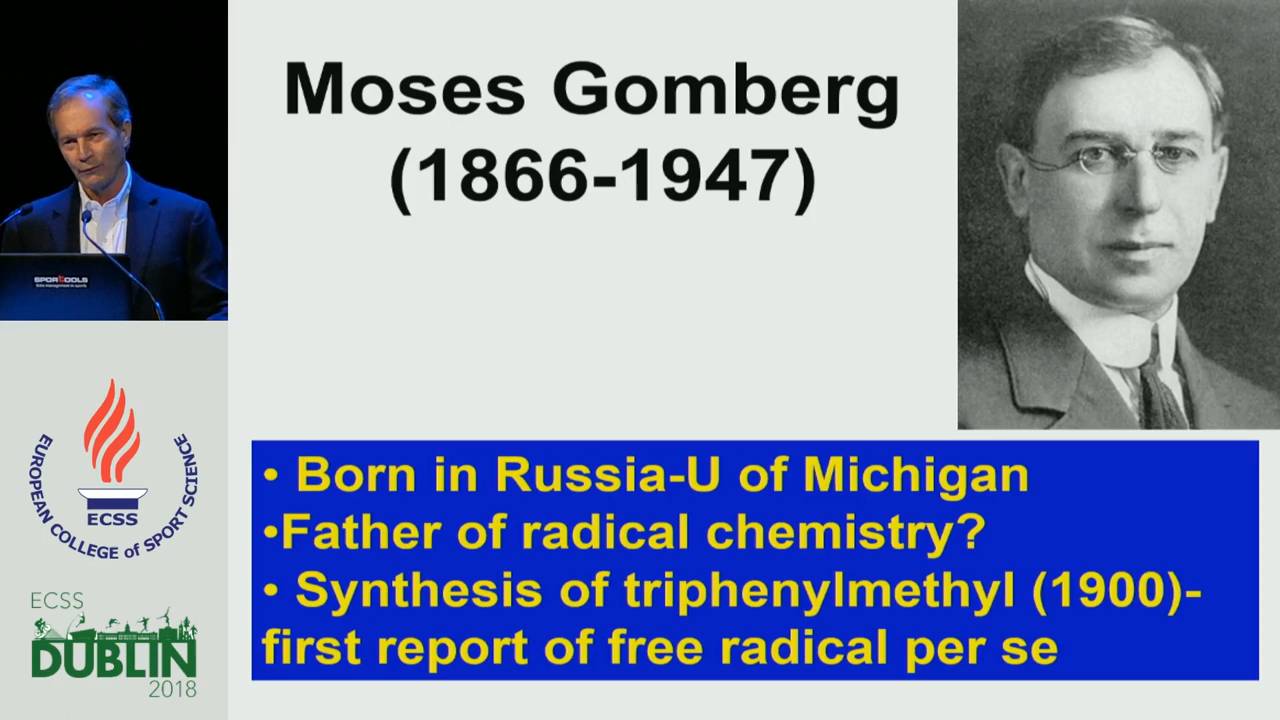 Moses Gomberg
(1866-1947)
• Born in Russia-U of Michigan
•Father of radical chemistry?
• Synthesis of triphenylmethyl (1900)-
first report of free radical per se
SPORTOOLS
EUROPEAN COLLEGE of SPORT SCIENCE
ECSS
ECSS
DUBLIN
2018